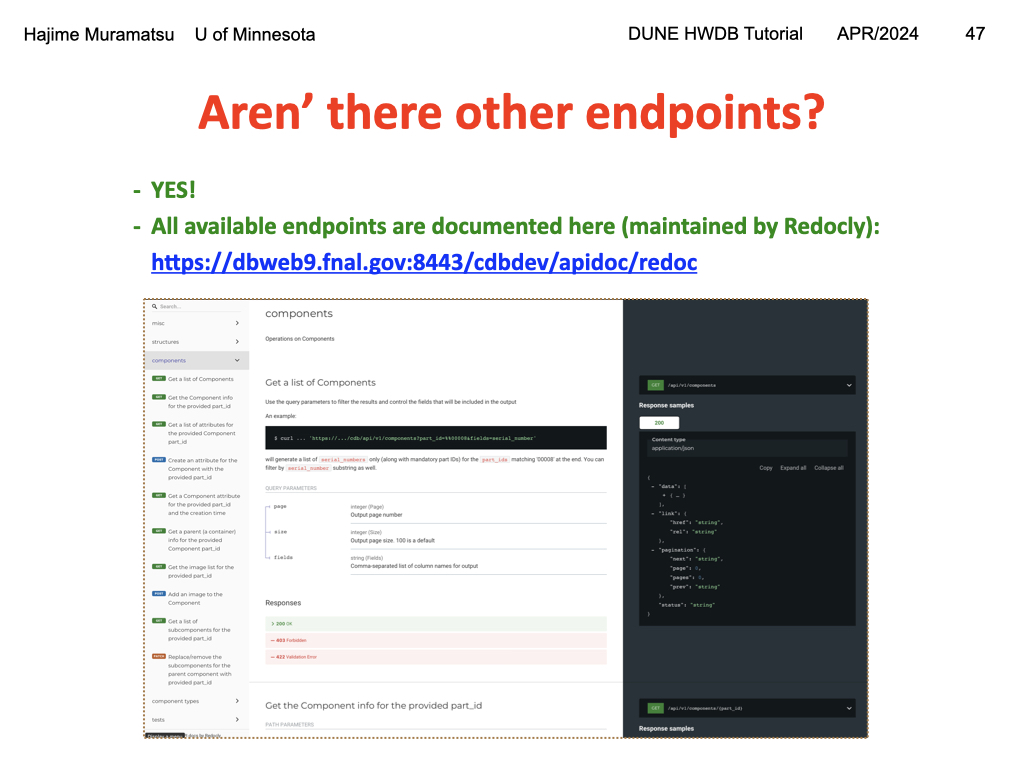 Hajime Muramatsu U of Minnesota
DUNE HWDB Tutorial APR/2024 47
Aren’ there other endpoints?
- YES!
- All available endpoints are documented here (maintained by Redocly):
https://dbweb9.fnal.gov:8443/cdbdev/apidoc/redoc
Search...
misc
structures
components
GET Get a list of Components
GET Get the Component info
for the provided part_id
GET Get a list of attributes for
the provided Component
part_id
POST Create an attribute for the
Component with the
provided part_id
GET Get a Component attribute
for the provided part_id
and the creation time
GET Get a parent (a container)
info for the provided
Component part_id
GET Get the image list for the
provided part_id
POST Add an image to the
Component
GET Get a list of
subcomponents for the
provided part_id
PATCH Replace/remove the
subcomponents for the
parent component with
provided part_id
component types
tests
docs by Redocly
components
Operations on Components
Get a list of Components
Use the query parameters to filter the results and control the fields that will be included in the output
An example:
$ curl ... 'https://.../cdb/api/v1/components?part_id=%%00008&fields=serial_number'
will generate a list of serial_numbers only (along with mandatory part IDs) for the part_ids matching '00008' at the end. You can
filter by serial_number substring as well.
QUERY PARAMETERS
page
integer (Page)
Output page number
size
integer (Size)
Output page size. 100 is a default
fields
string (Fields)
Comma-separated list of column names for output
Responses
> 200 OK
— 403 Forbidden
— 422 Validation Error
Get the Component info for the provided part_id
PATH PARAMETERS
GET /api/v1/components
Response samples
200
Content type
application/json
Copy Expand all Collapse all
{
- "data": [
+ { … }
],
- "link": {
"href": "string",
"rel": "string"
},
- "pagination": {
"next": "string",
"page": 0,
"pages": 0,
"prev": "string"
},
"status": "string"
}
GET /api/v1/components/{part_id}
Response samples